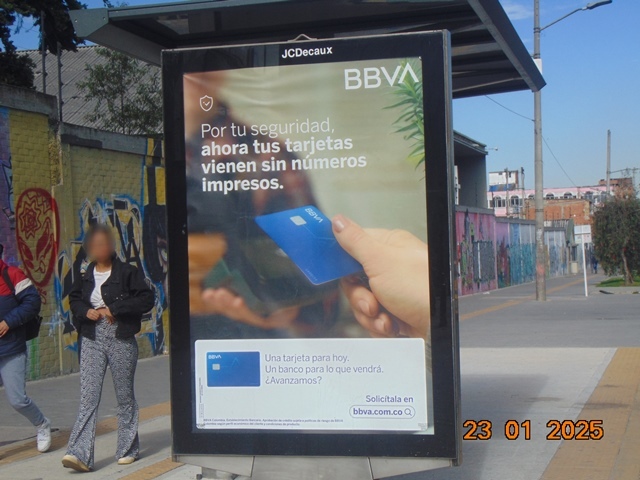 JCDecaux
BBVA
Por tu seguridad,
ahora tus tarjetas
vienen sin números
impresos.
BBVA
BBVA
Una tarjeta para hoy.
Un banco para lo que vendrá.
¿Avanzamos?
Solicítala en
bbva.com.co
23 01 2025